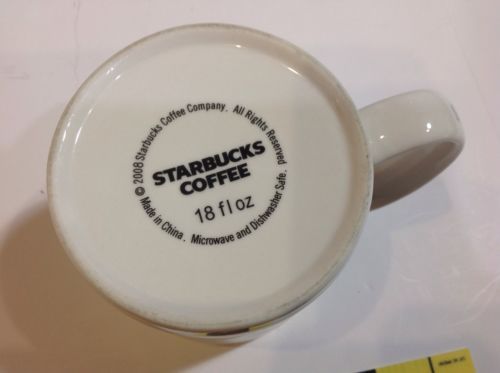 © 2008 Starbucks Coffee Company. All Rights Reserved
STARBUCKS
COFFEE
18 fl oz
Made in China. Microwave and Dishwasher Safe.